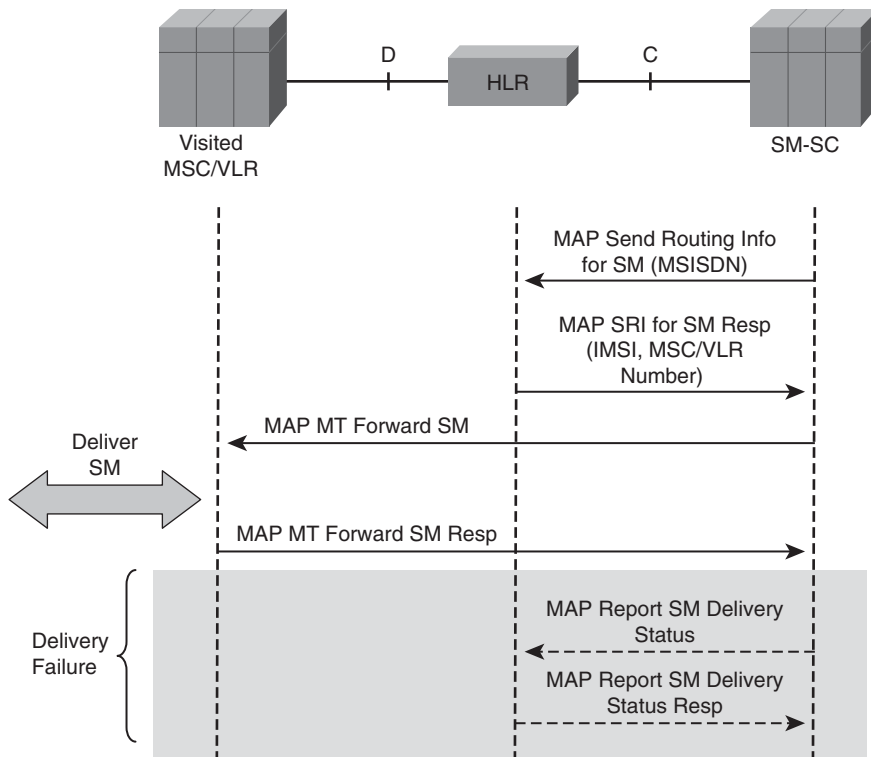 D
C
HLR
Visited
MSC/VLR
SM-SC
MAP Send Routing Info
for SM (MSISDN)
MAP SRI for SM Resp
(IMSI, MSC/VLR
Number)
MAP MT Forward SM
Deliver
SM
MAP MT Forward SM Resp
Delivery
Failure
MAP Report SM Delivery
Status
MAP Report SM Delivery
Status Resp